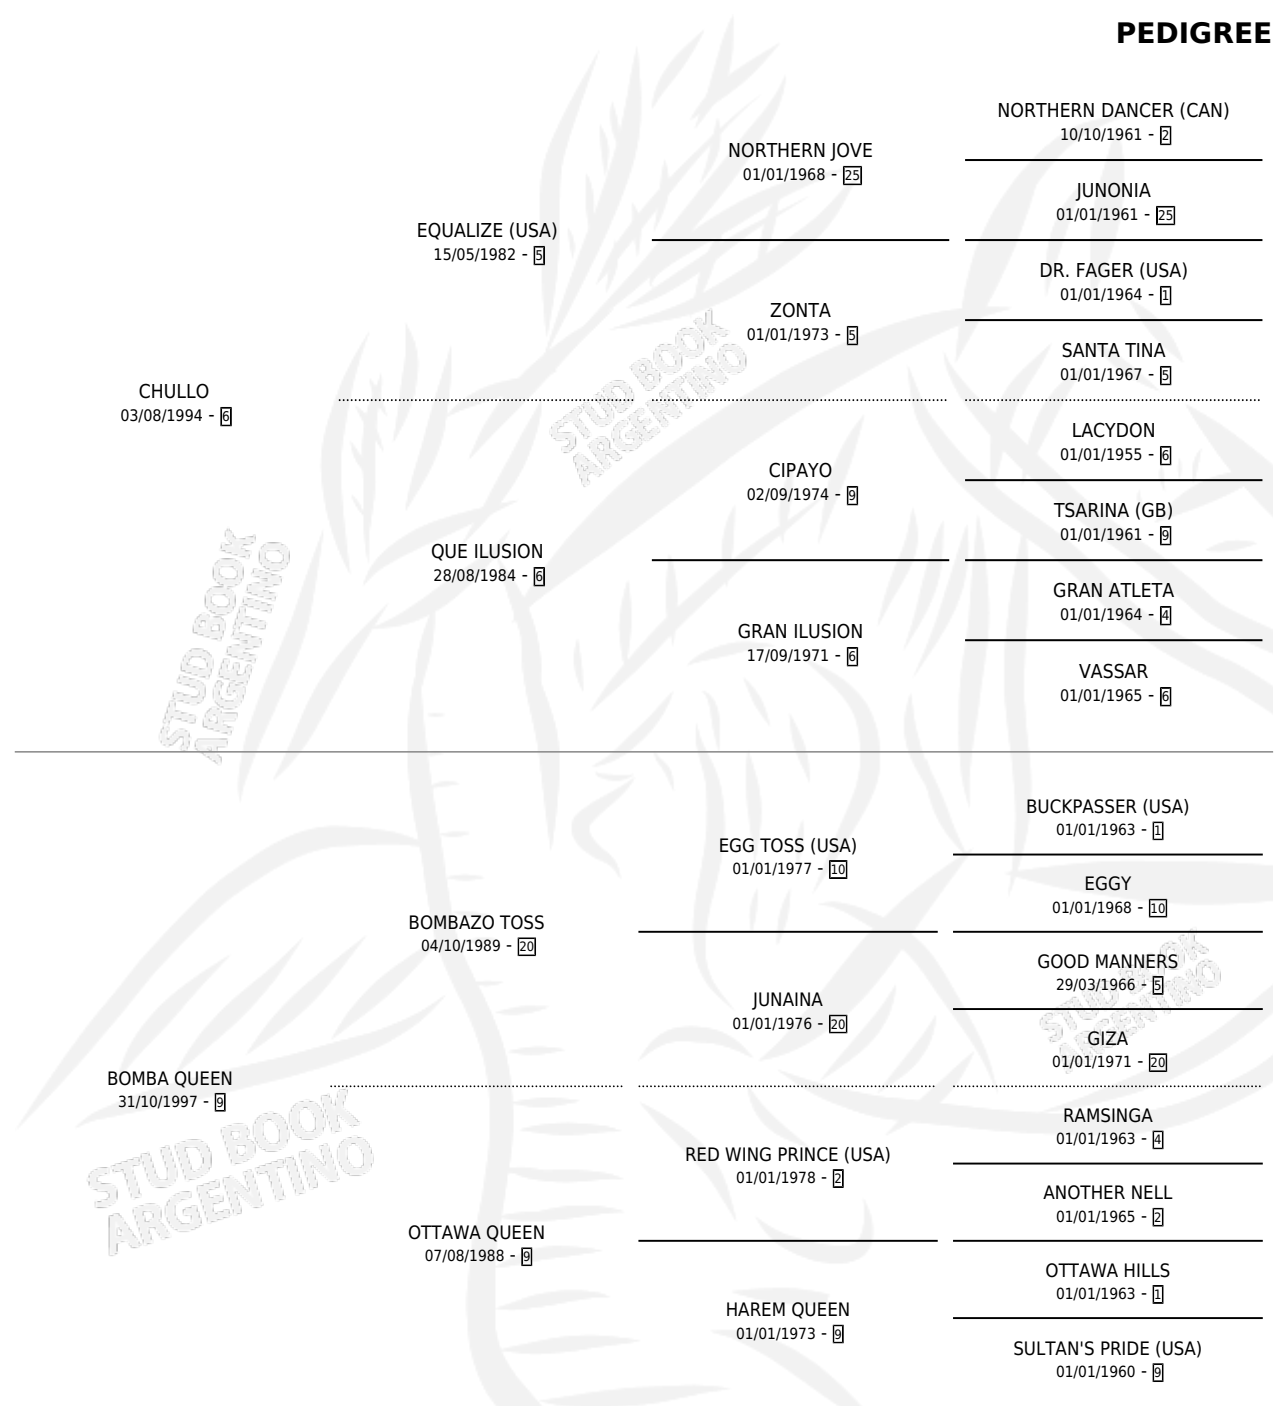 PEDIGREE
NORTHERN DANCER (CAN)
10/10/1961 - 2
NORTHERN JOVE
01/01/1968 - 25
JUNONIA
01/01/1961 - 25
EQUALIZE (USA)
15/05/1982 - 5
DR. FAGER (USA)
01/01/1964 - 1
ZONTA
01/01/1973 - 5
SANTA TINA
01/01/1967 - 5
CHULLO
03/08/1994 - 6
LACYDON
01/01/1955 - 6
CIPAYO
02/09/1974 - 9
TSARINA (GB)
01/01/1961 - 9
QUE ILUSION
28/08/1984 - 6
GRAN ATLETA
01/01/1964 - 4
GRAN ILUSION
17/09/1971 - 6
VASSAR
01/01/1965 - 6
BUCKPASSER (USA)
01/01/1963 - 1
EGG TOSS (USA)
01/01/1977 - 10
EGGY
01/01/1968 - 10
BOMBAZO TOSS
04/10/1989 - 20
GOOD MANNERS
29/03/1966 - 5
JUNAINA
01/01/1976 - 20
GIZA
01/01/1971 - 20
BOMBA QUEEN
31/10/1997 - 9
RAMSINGA
01/01/1963 - 4
RED WING PRINCE (USA)
01/01/1978 - 2
ANOTHER NELL
01/01/1965 - 2
OTTAWA QUEEN
07/08/1988 - 9
OTTAWA HILLS
01/01/1963 - 1
HAREM QUEEN
01/01/1973 - 9
SULTAN'S PRIDE (USA)
01/01/1960 - 9
STUD BOOK
ARGENTINO
STUD BOOK
ARGENTINO
STUD BOOK
ARGENTINO
STUD BOOK
ARGENTINO